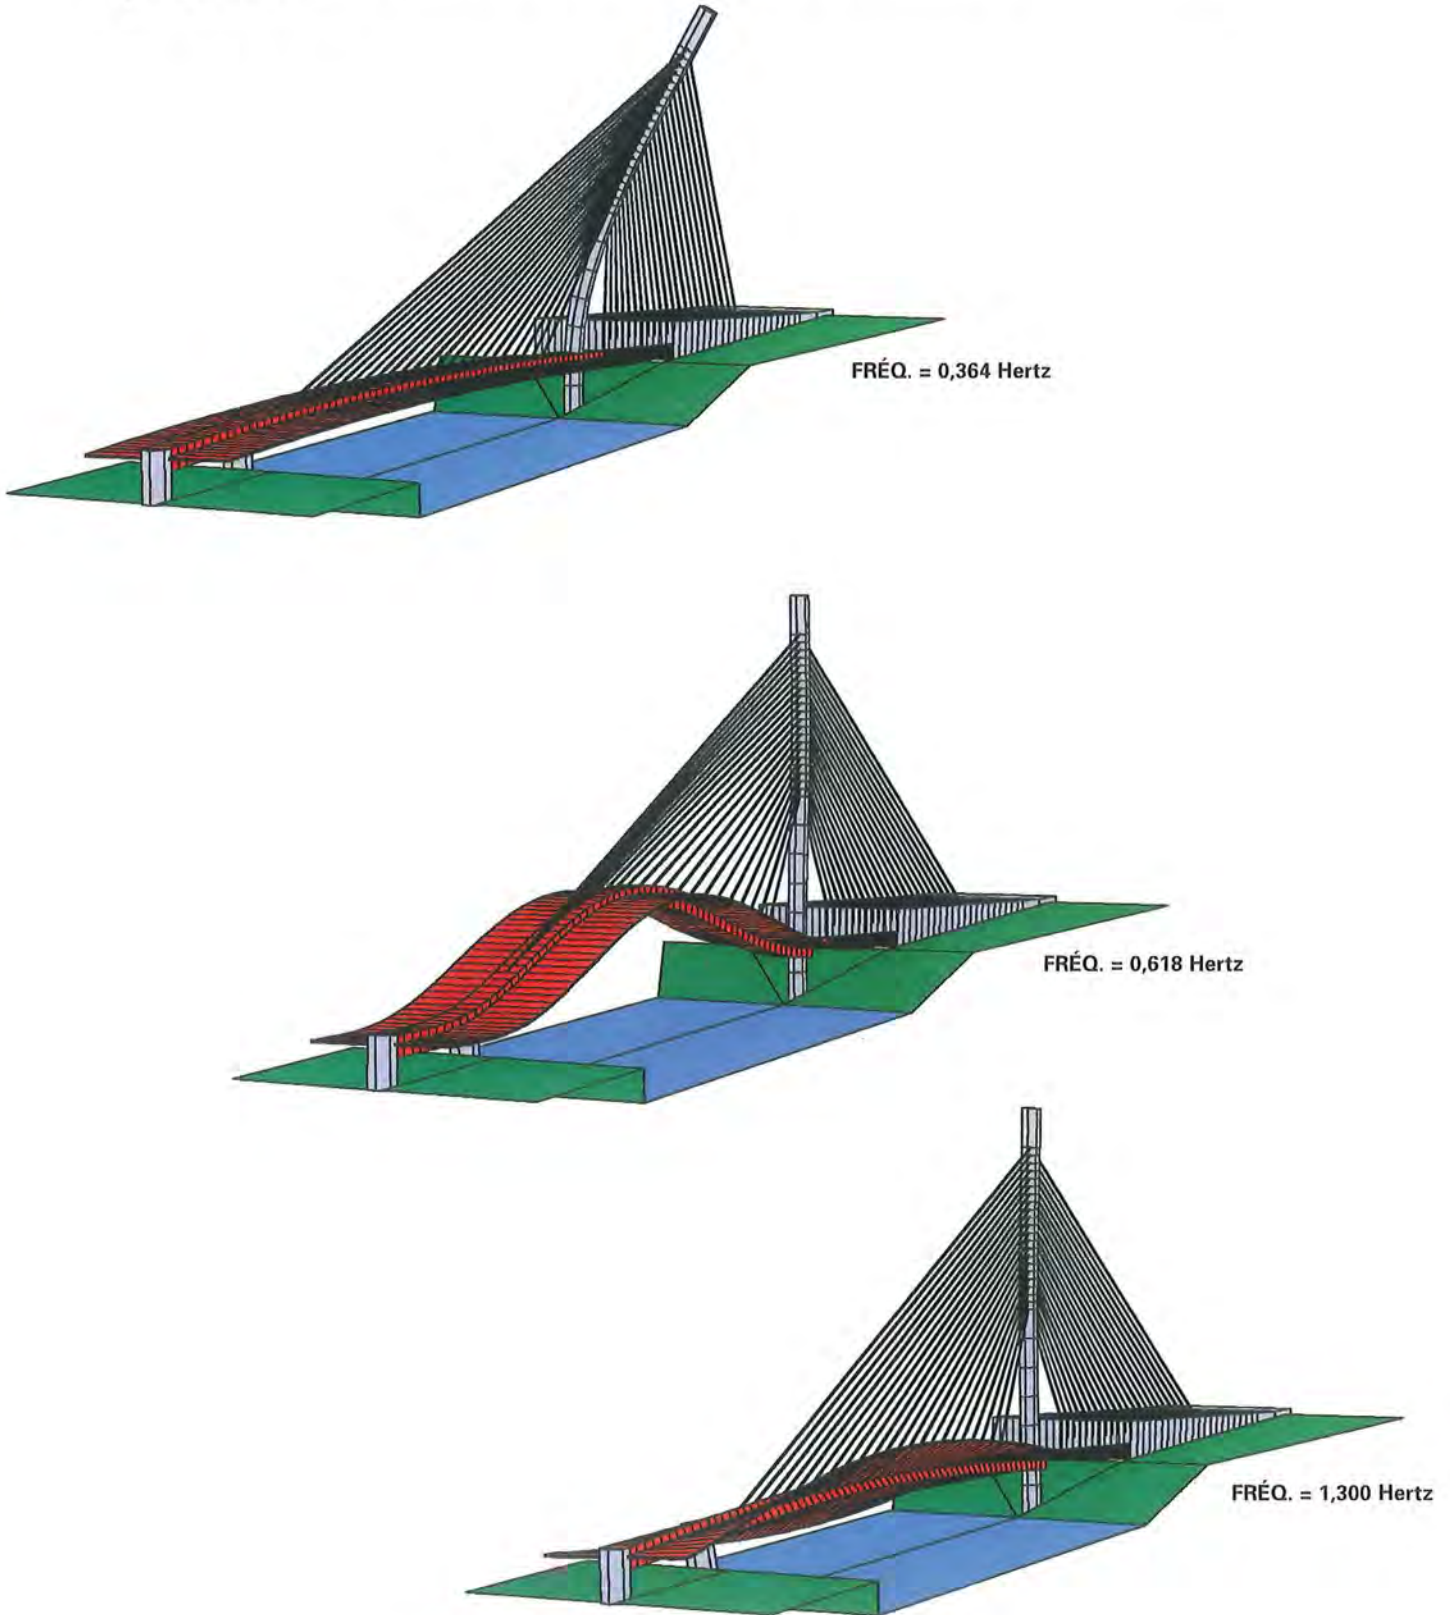 FRÉQ. = 0,364 Hertz
FRÉQ. = 0,618 Hertz
FRÉQ. = 1,300 Hertz